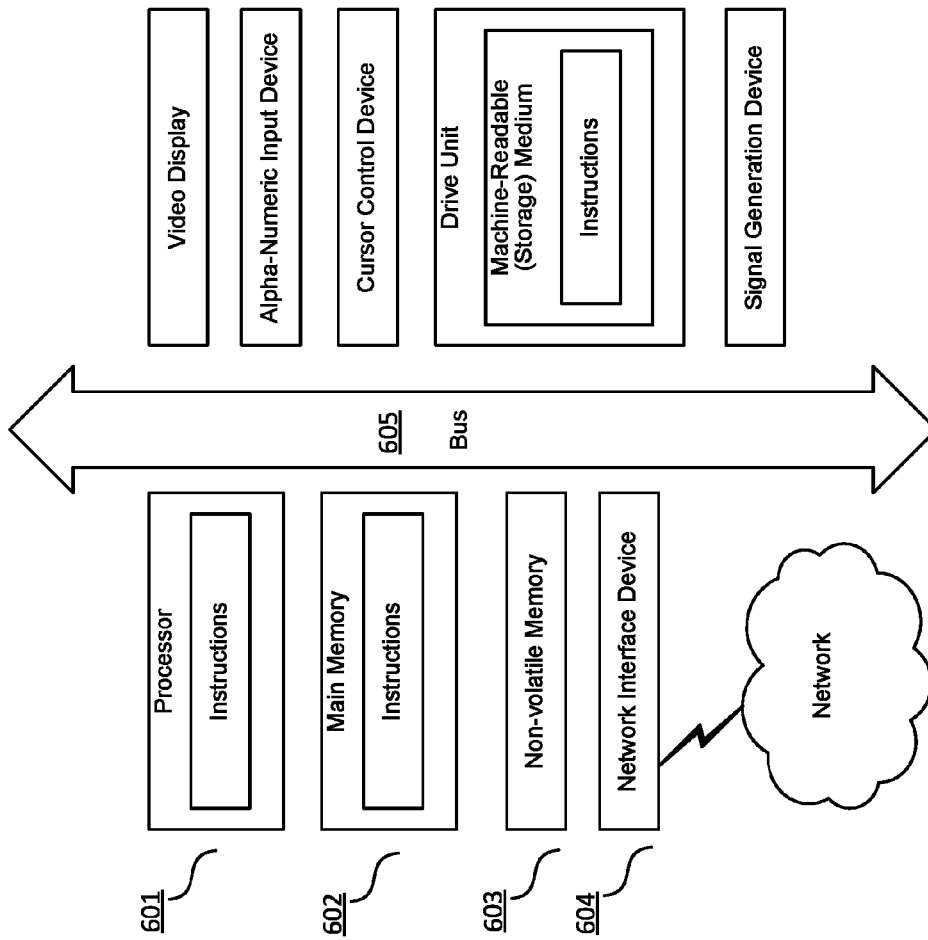 601
Processor
Instructions
602
Main Memory
Instructions
603
Non-volatile Memory
604
Network Interface Device
Network
605
Bus
Video Display
Alpha-Numeric Input Device
Cursor Control Device
Drive Unit
Machine-Readable
(Storage) Medium
Instructions
Signal Generation Device